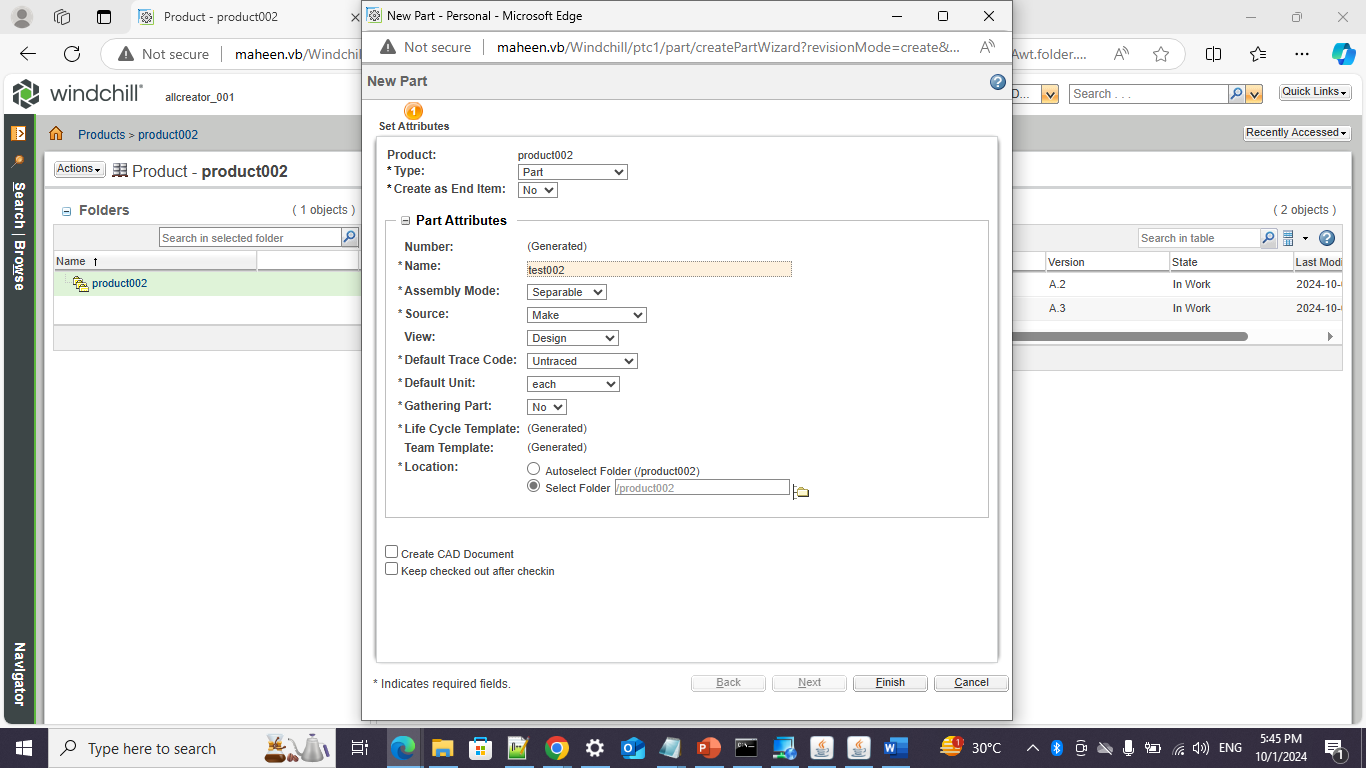 Product - product002
New Part - Personal - Microsoft Edge
Not secure
maheen.vb/Windchill
Not secure
maheen.vb/Windchill/ptc1/part/createPartWizard?revisionMode=create&...
Awt.folder....
windchill
allcreator_001
New Part
D...
Search . . .
Quick Links
1
Set Attributes
Products > product002
Recently Accessed
Actions
Product - product002
Folders
( 1 objects )
Search in selected folder
Name ↑
product002
Search | Browse
Navigator
Product: product002
* Type: Part
* Create as End Item: No
Part Attributes
Number: (Generated)
* Name: test002
* Assembly Mode: Separable
* Source: Make
View: Design
* Default Trace Code: Untraced
* Default Unit: each
* Gathering Part: No
* Life Cycle Template: (Generated)
Team Template: (Generated)
* Location: Autoselect Folder (/product002)
Select Folder /product002
Create CAD Document
Keep checked out after checkin
* Indicates required fields.
Back
Next
Finish
Cancel
( 2 objects )
Search in table
Version State Last Modi
A.2 In Work 2024-10-
A.3 In Work 2024-10-
Type here to search
1
30°C
ENG
5:45 PM
10/1/2024
1